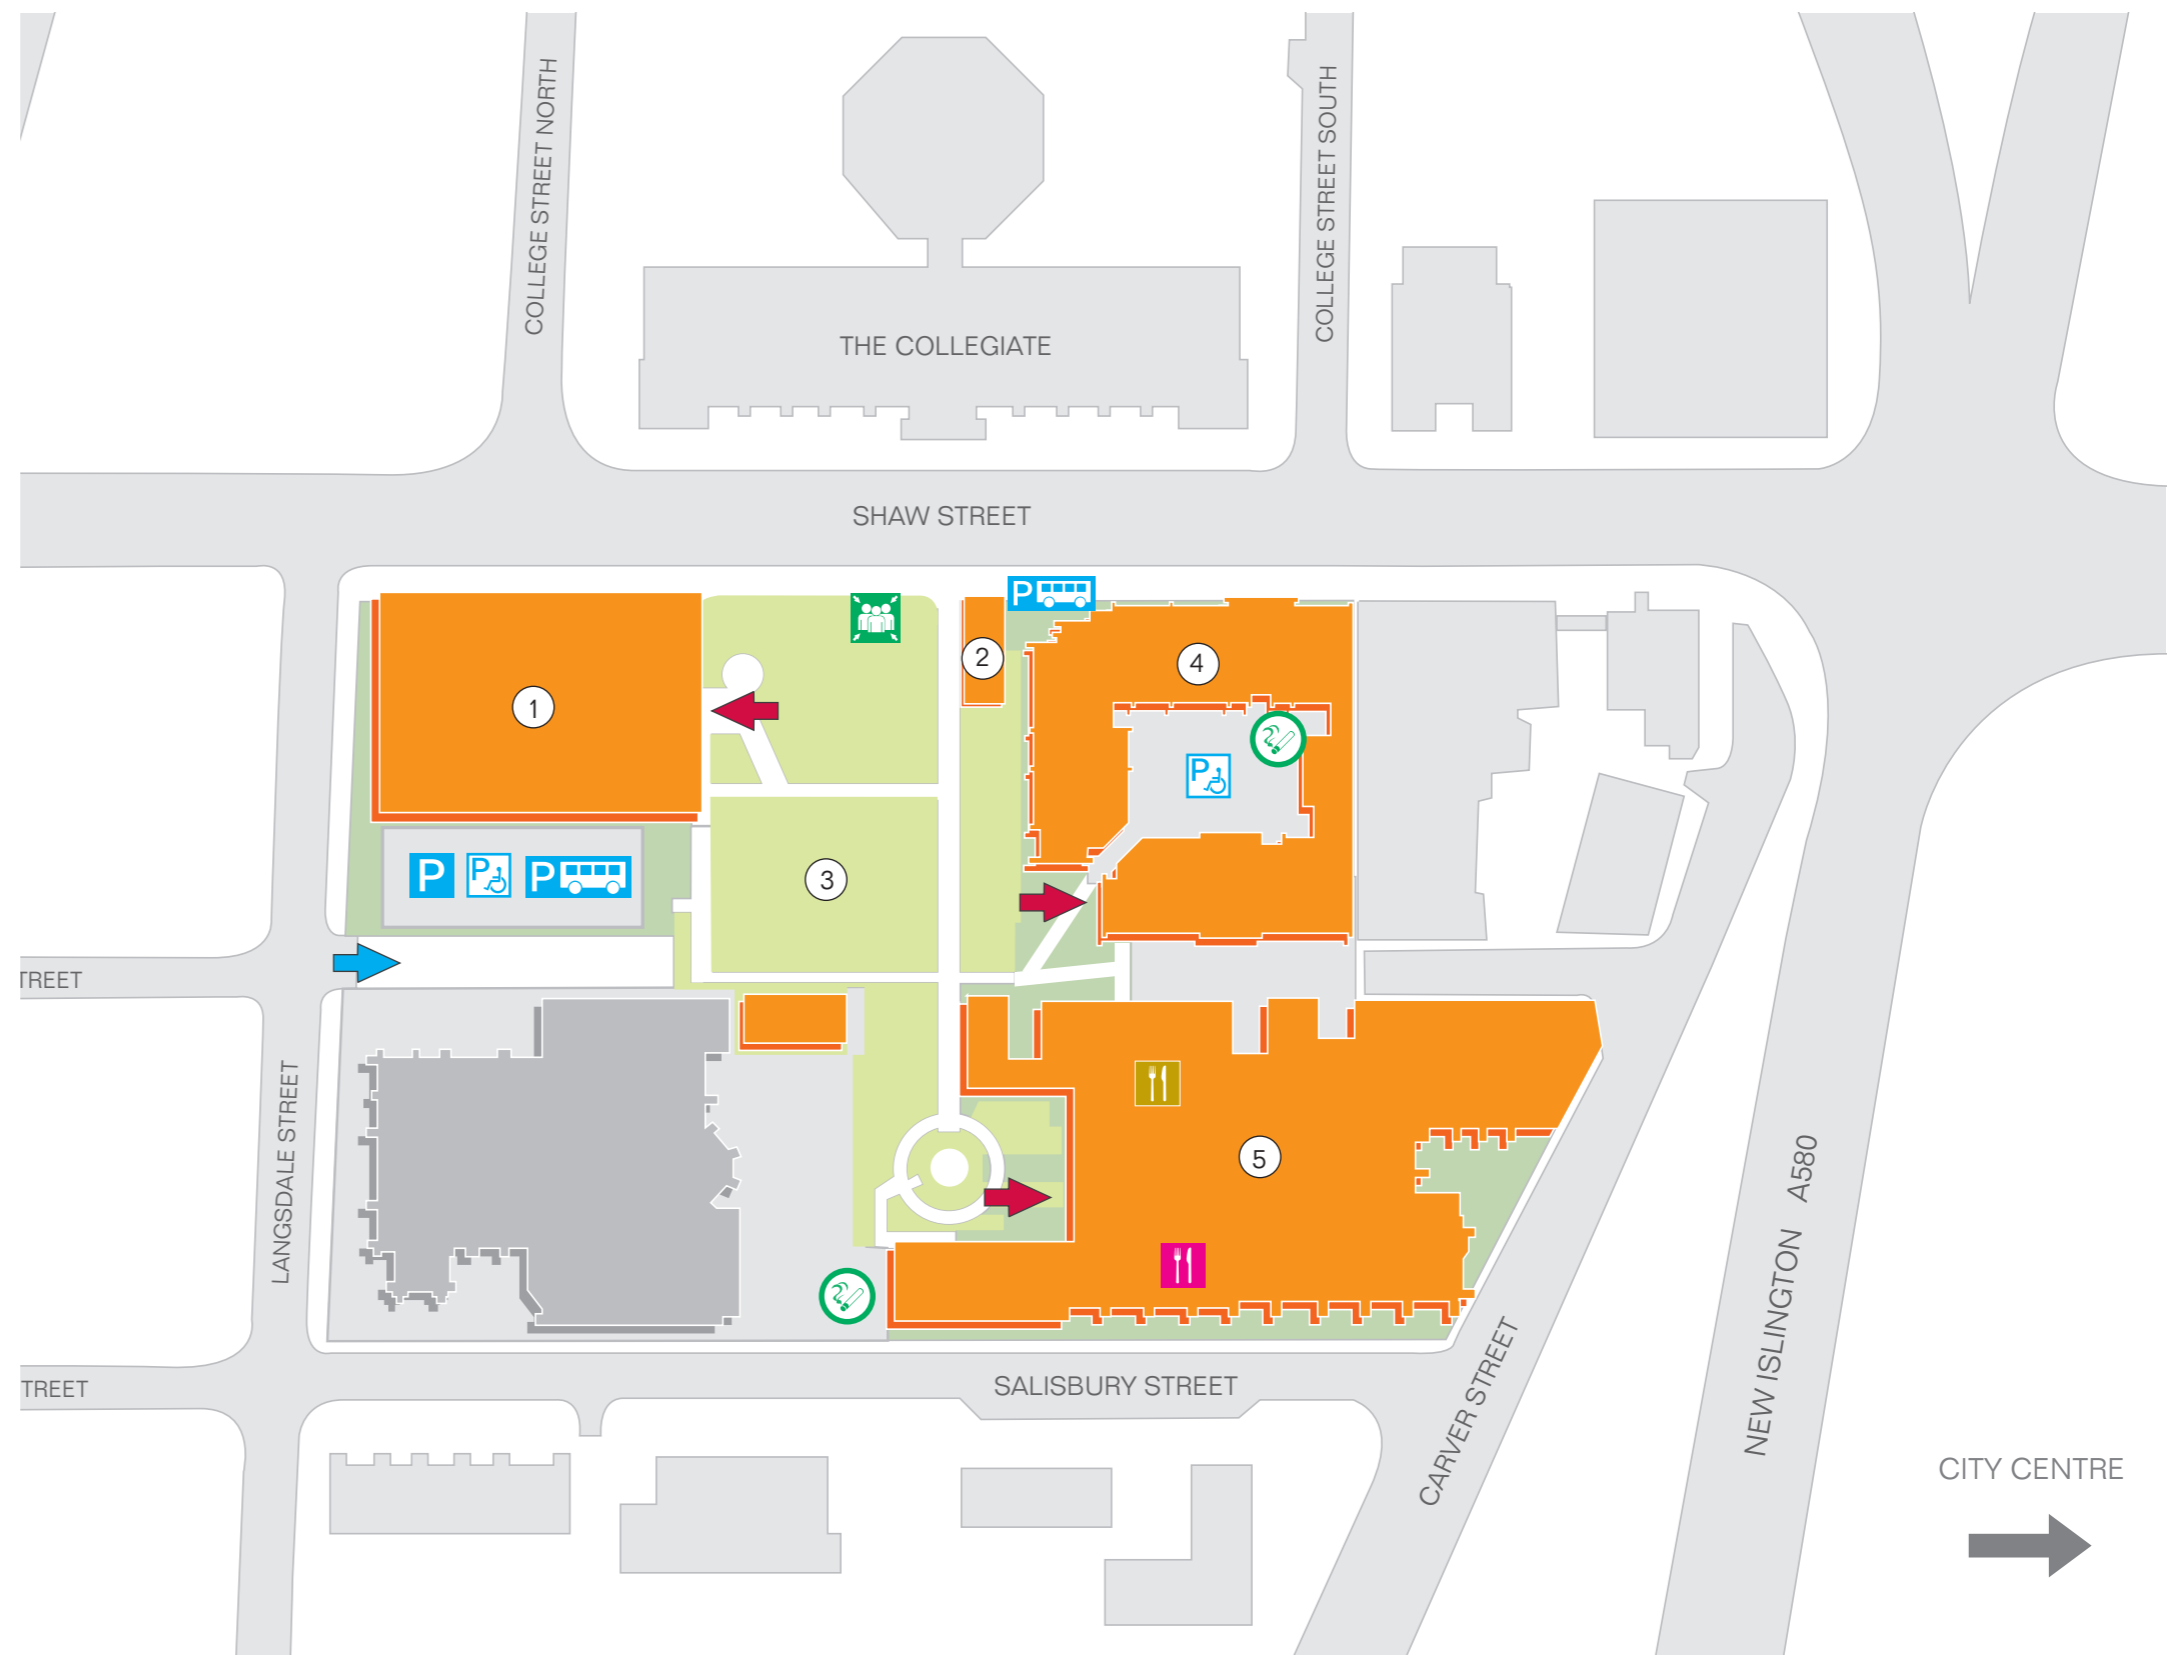 COLLEGE STREET NORTH
COLLEGE STREET SOUTH
THE COLLEGIATE
SHAW STREET
P
2
4
1
P
3
P
P
P
TREET
5
LANGSDALE STREET
NEW ISLINGTON A580
TREET
SALISBURY STREET
CARVER STREET
CITY CENTRE